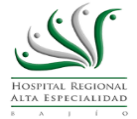 HOSPITAL REGIONAL
ALTA ESPECIALIDAD
BAJÍO